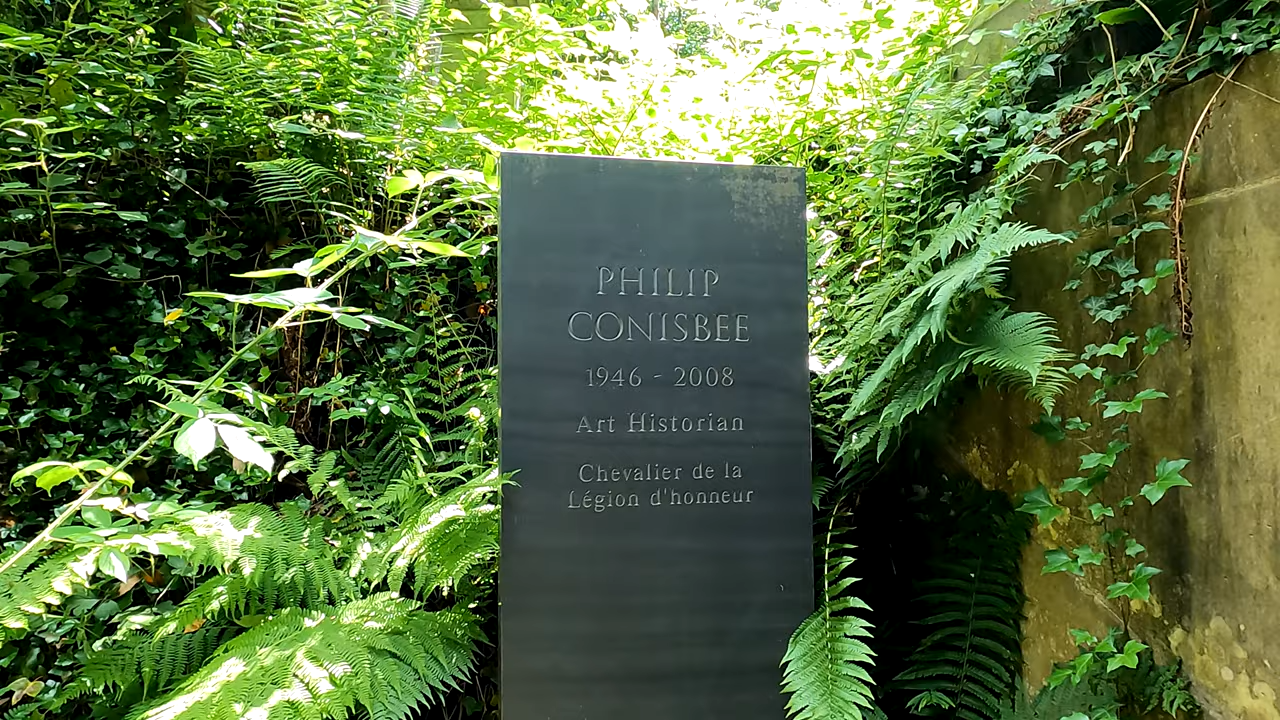 PHILIP
CONISBEE
1946 - 2008
Art Historian
Chevalier de la
Légion d'honneur